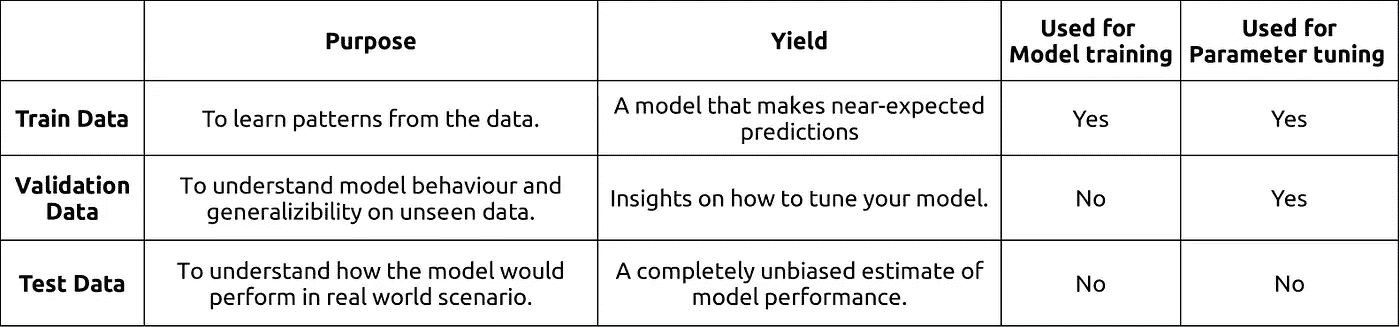 Purpose
Yield
Used for
Model training
Used for
Parameter tuning
Train Data
To learn patterns from the data.
A model that makes near-expected
predictions
Yes
Yes
Validation
Data
To understand model behaviour and
generalizibility on unseen data.
Insights on how to tune your model.
No
Yes
Test Data
To understand how the model would
perform in real world scenario.
A completely unbiased estimate of
model performance.
No
No